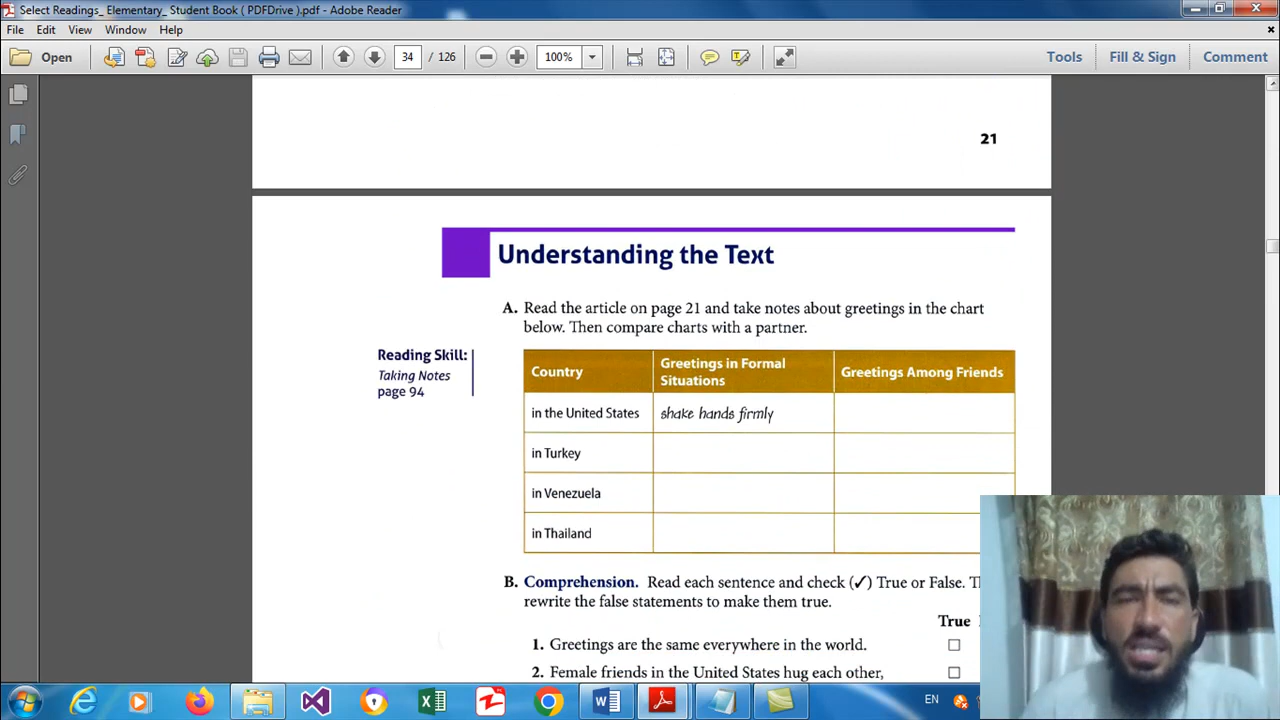 Select Readings_ Elementary_ Student Book ( PDFDrive ).pdf - Adobe Reader
File Edit View Window Help
Open 34 / 126 100% Tools Fill & Sign Comment
21
Understanding the Text
A. Read the article on page 21 and take notes about greetings in the chart
below. Then compare charts with a partner.
Reading Skill:
Taking Notes
page 94
Country Greetings in Formal Situations Greetings Among Friends
in the United States shake hands firmly
in Turkey
in Venezuela
in Thailand
B. Comprehension. Read each sentence and check (✓) True or False.
rewrite the false statements to make them true.
True
1. Greetings are the same everywhere in the world.
2. Female friends in the United States hug each other,
EN